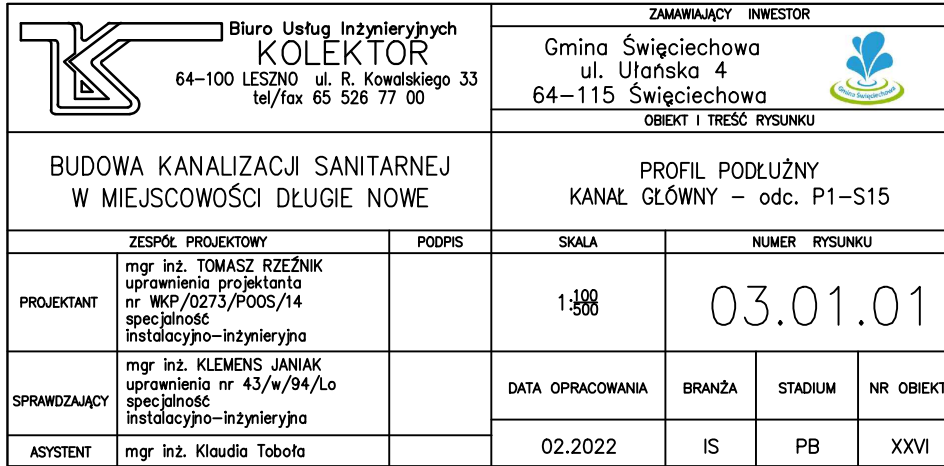 Biuro Usług Inżynieryjnych
KOLEKTOR
64-100 LESZNO ul. R. Kowalskiego 33
tel/fax 65 526 77 00
ZAMAWIAJĄCY INWESTOR
Gmina Święciechowa
ul. Ułańska 4
64-115 Święciechowa
Gmina Święciechowa
OBIEKT I TREŚĆ RYSUNKU
BUDOWA KANALIZACJI SANITARNEJ
W MIEJSCOWOŚCI DŁUGIE NOWE
PROFIL PODŁUŻNY
KANAŁ GŁÓWNY – odc. P1-S15
ZESPÓŁ PROJEKTOWY
PODPIS
SKALA
NUMER RYSUNKU
PROJEKTANT
mgr inż. TOMASZ RZEŹNIK
uprawnienia projektanta
nr WKP/0273/POOS/14
specjalność
instalacyjno-inżynieryjna
1:100
500
03.01.01
SPRAWDZAJĄCY
mgr inż. KLEMENS JANIAK
uprawnienia nr 43/w/94/Lo
specjalność
instalacyjno-inżynieryjna
DATA OPRACOWANIA
BRANŻA
STADIUM
NR OBIEKT
ASYSTENT
mgr inż. Klaudia Toboła
02.2022
IS
PB
XXVI